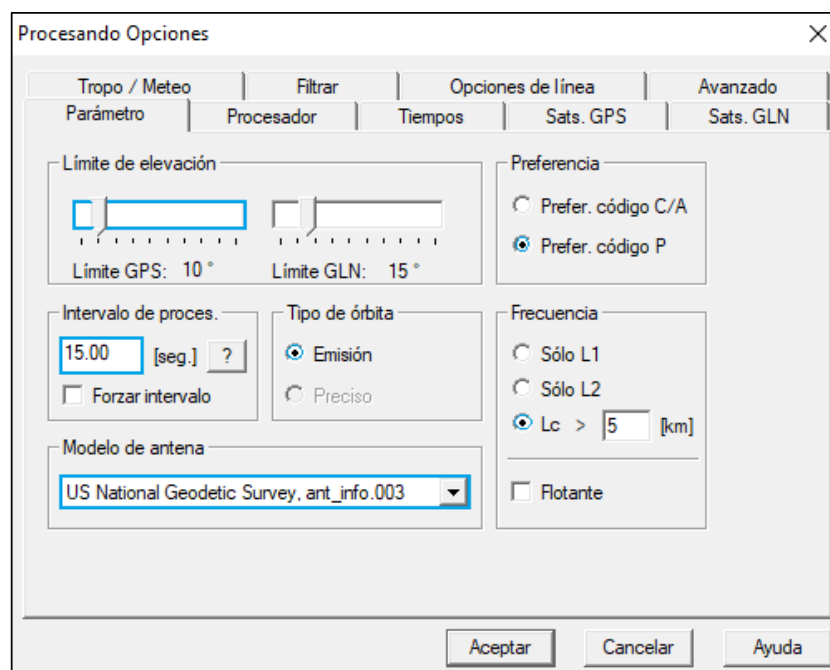 Procesando Opciones
Tropo / Meteo
Filtrar
Opciones de línea
Avanzado
Parámetro
Procesador
Tiempos
Sats. GPS
Sats. GLN
Límite de elevación
Límite GPS: 10 °
Límite GLN: 15 °
Preferencia
Prefer. código C/A
Prefer. código P
Intervalo de proces.
15.00 [seg.] ?
Forzar intervalo
Tipo de órbita
Emisión
Preciso
Frecuencia
Sólo L1
Sólo L2
Lc > 5 [km]
Flotante
Modelo de antena
US National Geodetic Survey, ant_info.003
Aceptar
Cancelar
Ayuda